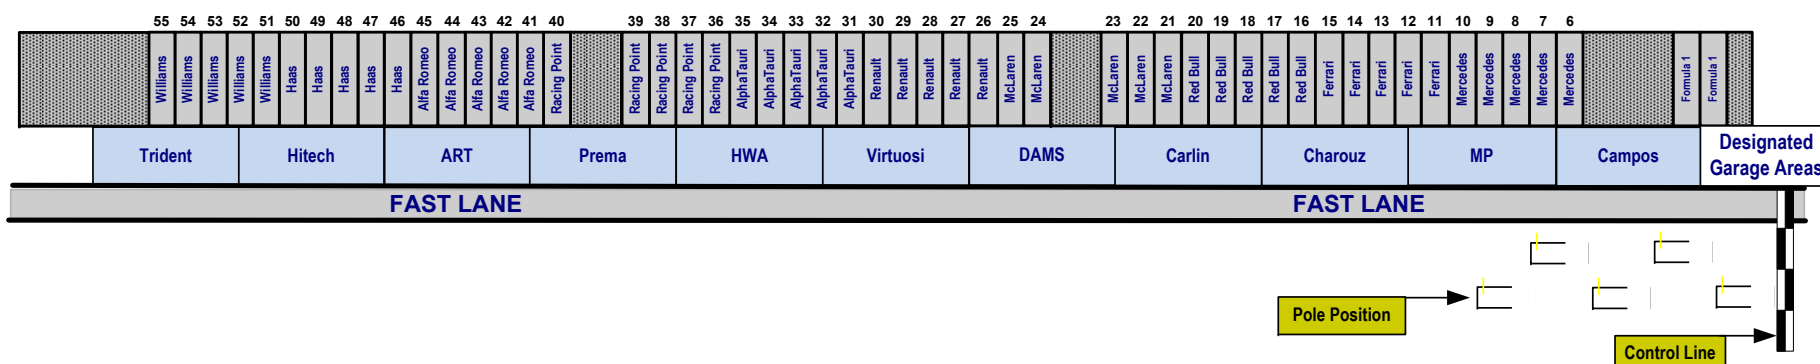 55 54 53 52 51 50 49 48 47 46 45 44 43 42 41 40 39 38 37 36 35 34 33 32 31 30 29 28 27 26 25 24 23 22 21 20 19 18 17 16 15 14 13 12 11 10 9 8 7 6
Williams Williams Williams Williams Williams Haas Haas Haas Haas Haas Alfa Romeo Alfa Romeo Alfa Romeo Alfa Romeo Alfa Romeo Racing Point Racing Point Racing Point Racing Point Racing Point AlphaTauri AlphaTauri AlphaTauri AlphaTauri AlphaTauri Renault Renault Renault Renault Renault McLaren McLaren McLaren McLaren McLaren Red Bull Red Bull Red Bull Red Bull Red Bull Ferrari Ferrari Ferrari Ferrari Ferrari Mercedes Mercedes Mercedes Mercedes Mercedes Formula 1 Formula 1
Trident Hitech ART Prema HWA Virtuosi DAMS Carlin Charouz MP Campos Designated
Garage Areas
FAST LANE FAST LANE
Pole Position
Control Line